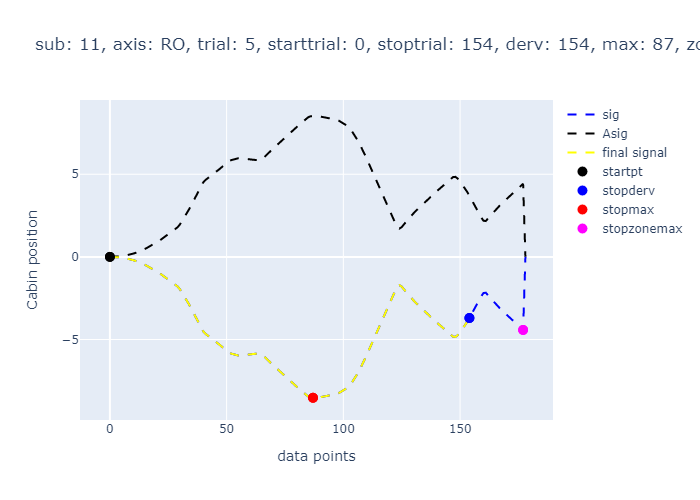 sub: 11, axis: RO, trial: 5, starttrial: 0, stoptrial: 154, derv: 154, max: 87, zo
sig
Asig
final signal
startpt
stopderv
stopmax
stopzonemax
5
0
−5
Cabin position
0
50
100
150
data points